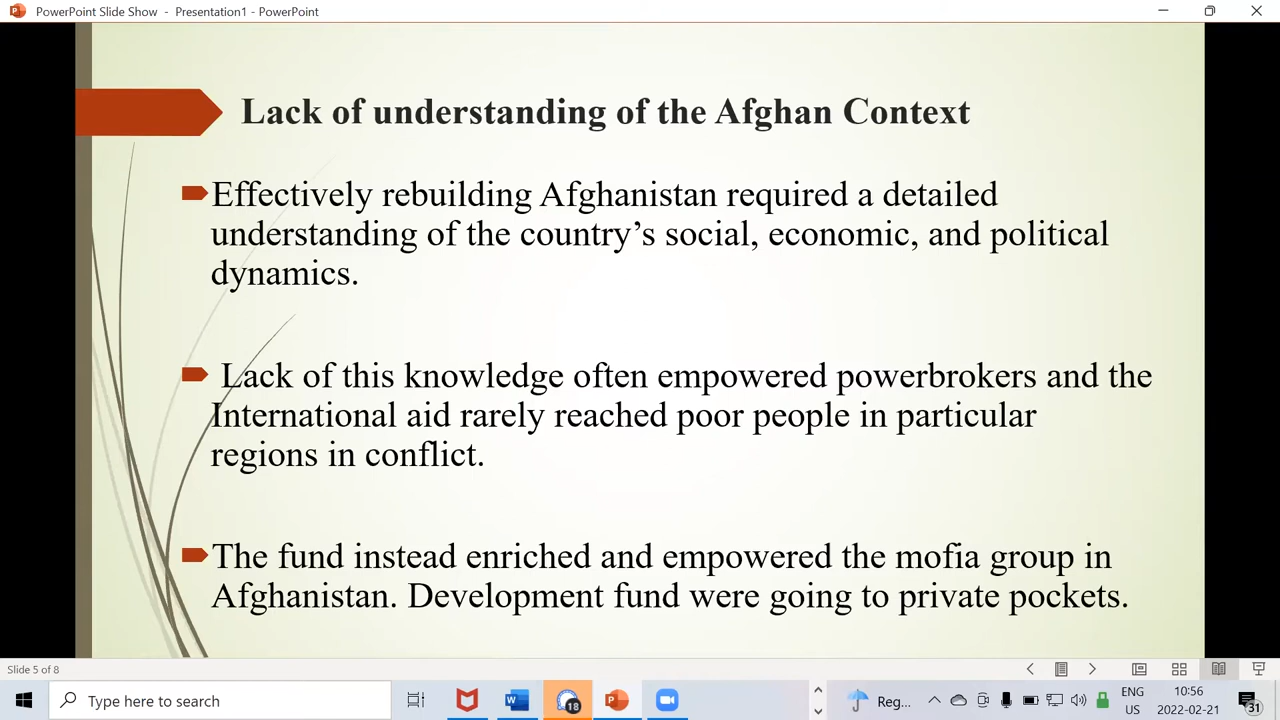 PowerPoint Slide Show - Presentation1 - PowerPoint
Lack of understanding of the Afghan Context
Effectively rebuilding Afghanistan required a detailed
understanding of the country’s social, economic, and political
dynamics.
Lack of this knowledge often empowered powerbrokers and the
International aid rarely reached poor people in particular
regions in conflict.
The fund instead enriched and empowered the mofia group in
Afghanistan. Development fund were going to private pockets.
Slide 5 of 8
Type here to search
W
18
P
Reg...
ENG
US
10:56
2022-02-21
31